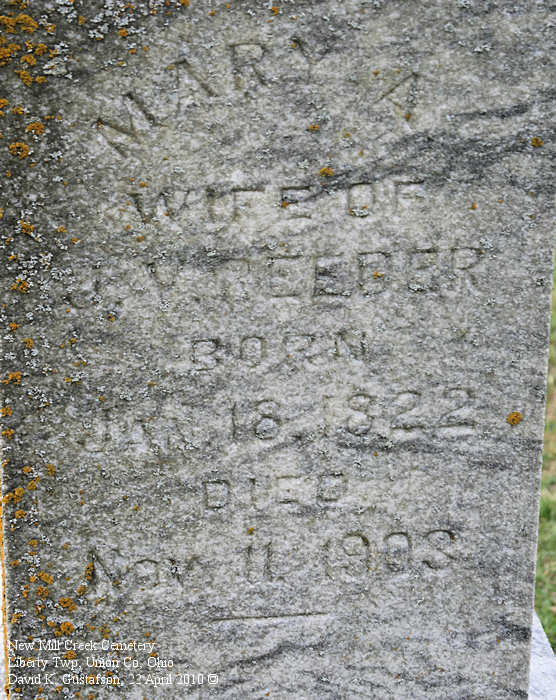 MARY A
WIFE OF
BORN
JAN. 18, 1822
DIED
Nov. 11, 1903
New Mill Creek Cemetery
Liberty Twp, Union Co, Ohio
David K. Gustafson, 22 April 2010 ©